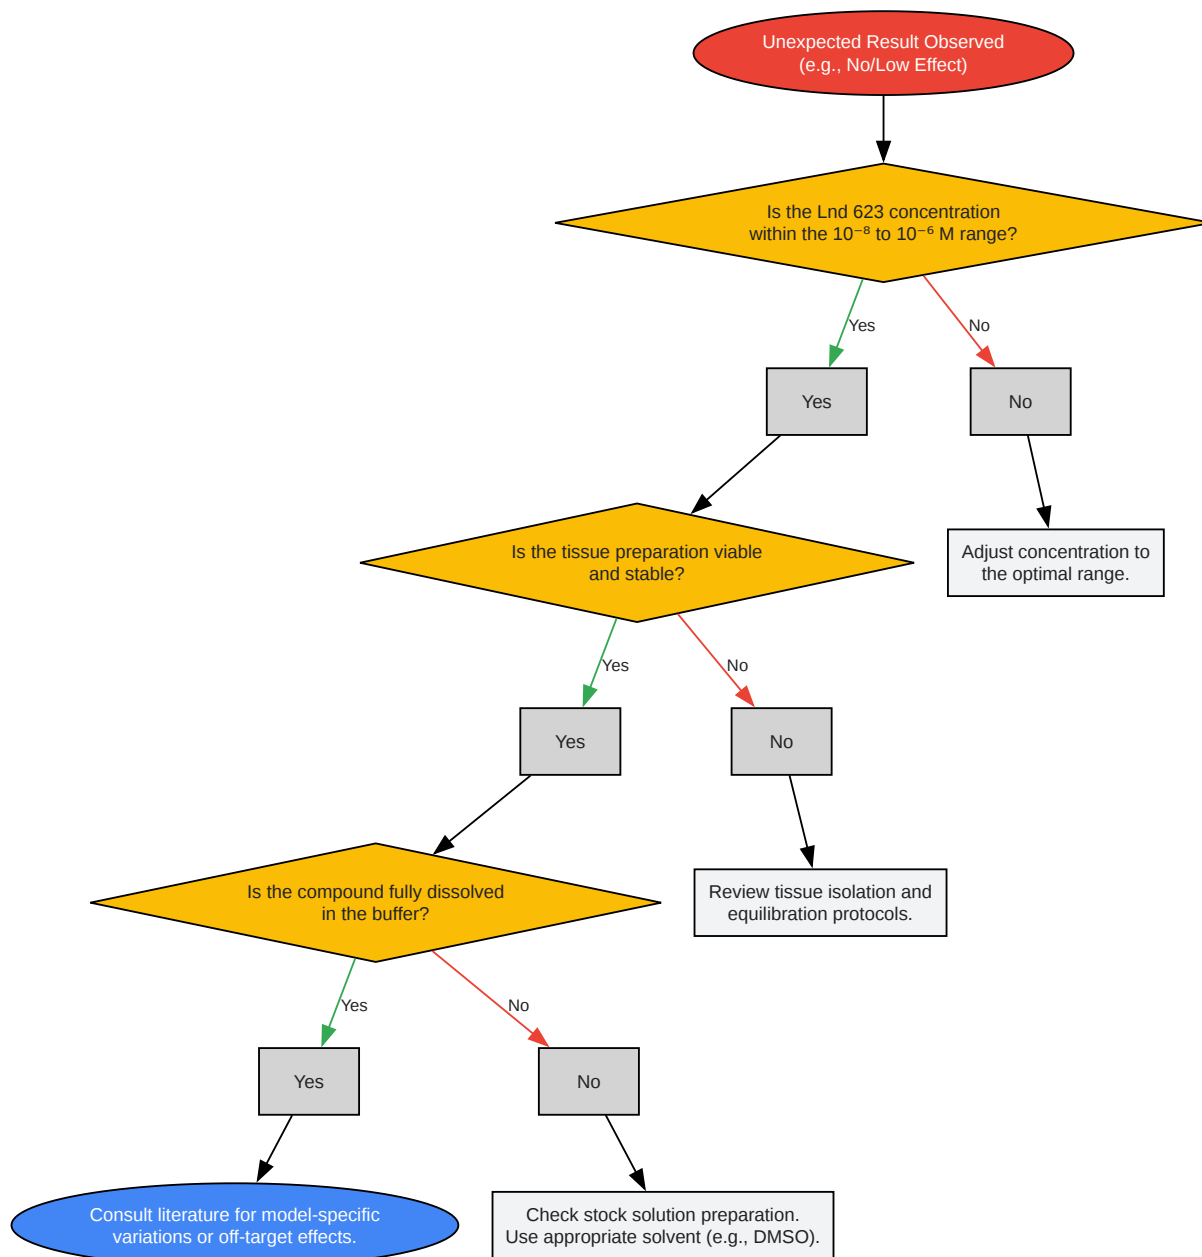 Unexpected Result Observed
(e.g., No/Low Effect)
Is the Lnd 623 concentration
within the 10⁻⁸ to 10⁻⁶ M range?
Yes
No
Yes
No
Is the tissue preparation viable
and stable?
Adjust concentration to
the optimal range.
Yes
No
Yes
No
Is the compound fully dissolved
in the buffer?
Review tissue isolation and
equilibration protocols.
Yes
No
Yes
No
Consult literature for model-specific
variations or off-target effects.
Check stock solution preparation.
Use appropriate solvent (e.g., DMSO).